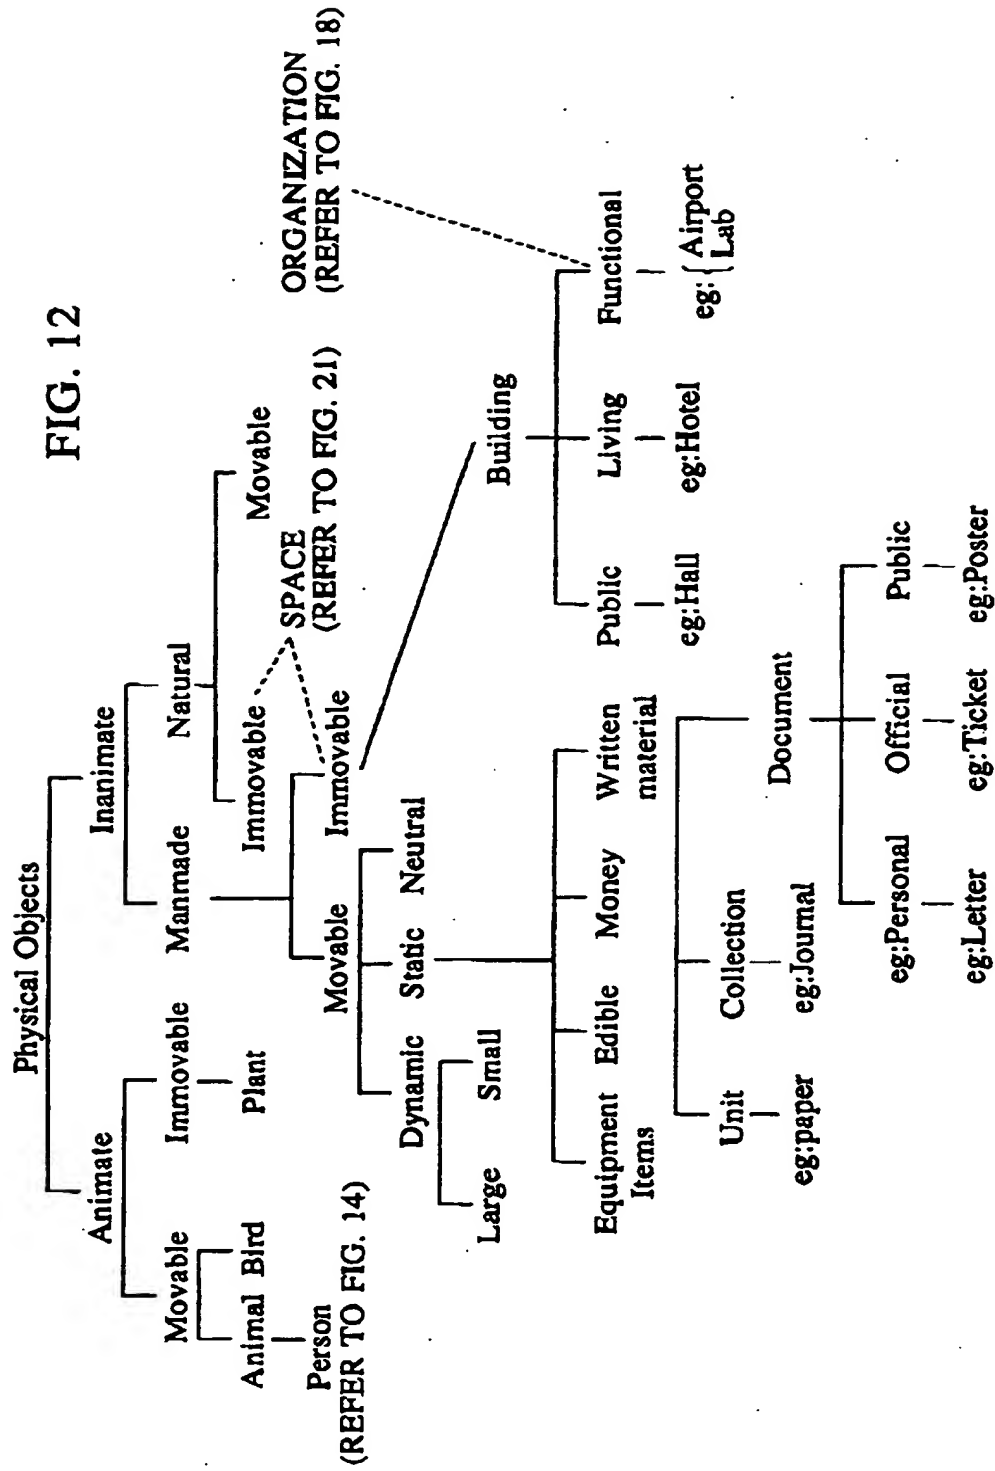 FIG. 12
Physical Objects
Animate
Inanimate
Movable
Immovable
Manmade
Natural
Animal
Bird
Plant
Immovable
Movable
Person
(REFER TO FIG. 14)
SPACE
(REFER TO FIG. 21)
ORGANIZATION
(REFER TO FIG. 18)
Movable
Immovable
Dynamic
Static
Neutral
Large
Small
Building
Equipment
Items
Edible
Money
Written
material
Public
Living
Functional
eg:Hall
eg:Hotel
eg:{Airport
Lab
Unit
Collection
Document
eg:paper
eg:Journal
eg:Personal
Official
Public
eg:Letter
eg:Ticket
eg:Poster